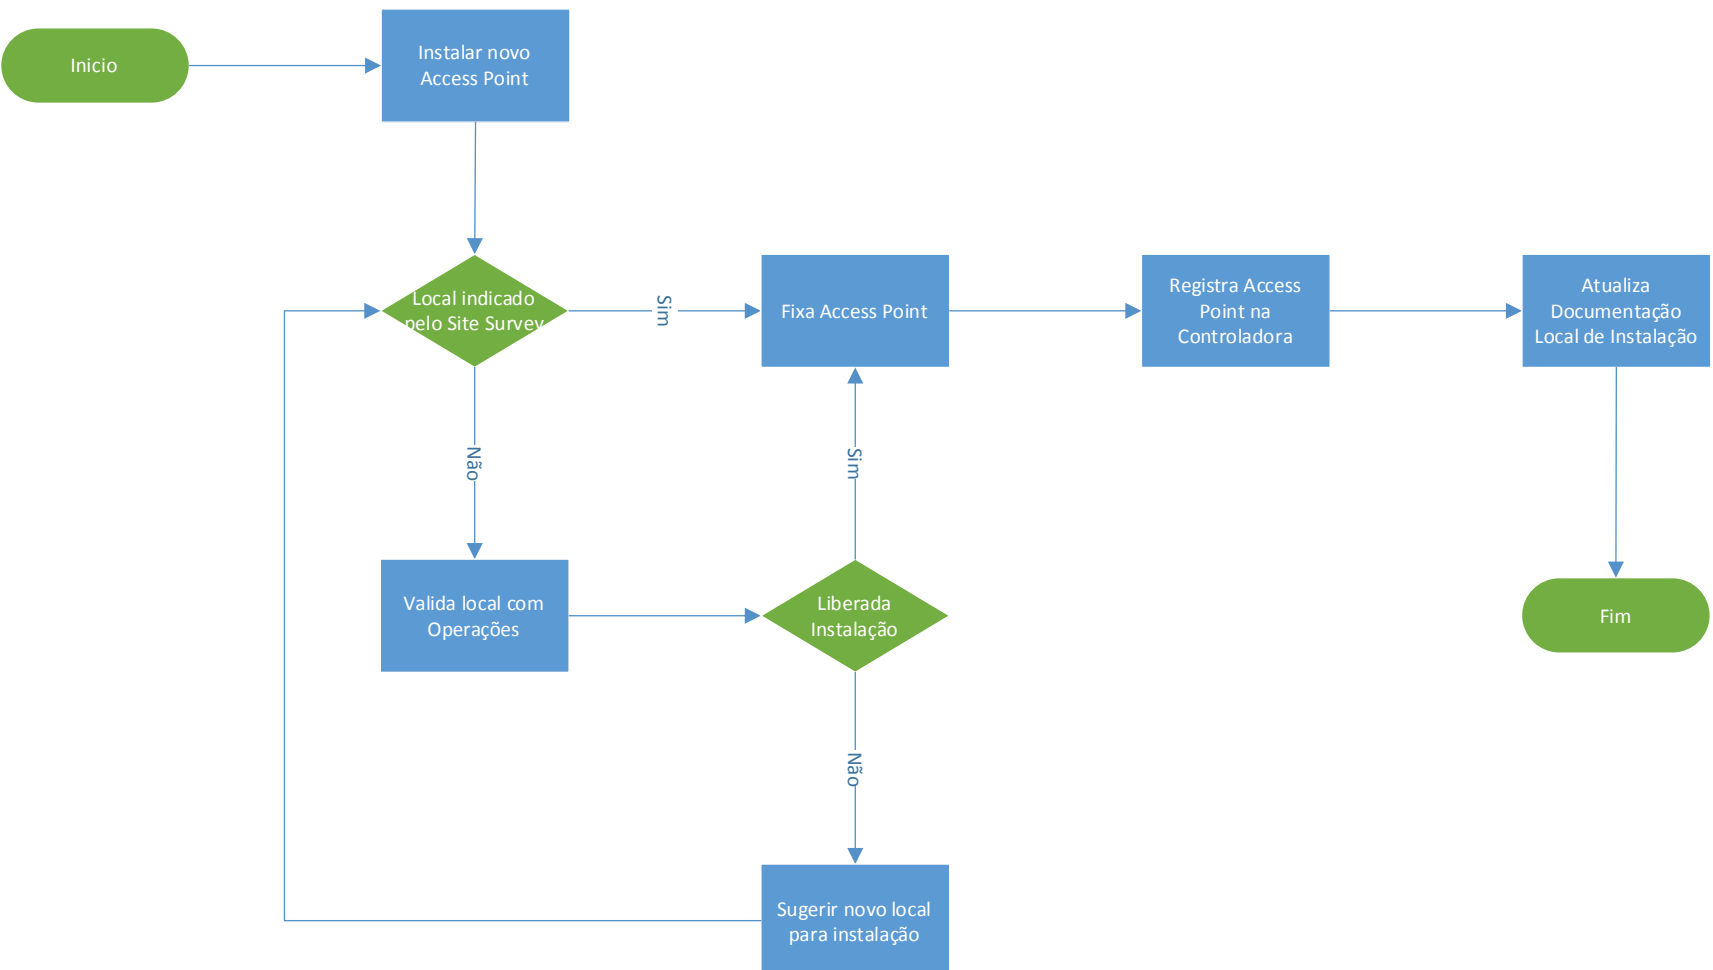 Inicio
Instalar novo
Access Point
Local indicado
pelo Site Survey
Sim
Fixa Access Point
Registra Access
Point na
Controladora
Atualiza
Documentação
Local de Instalação
Não
Sim
Valida local com
Operações
Liberada
Instalação
Fim
Não
Sugerir novo local
para instalação